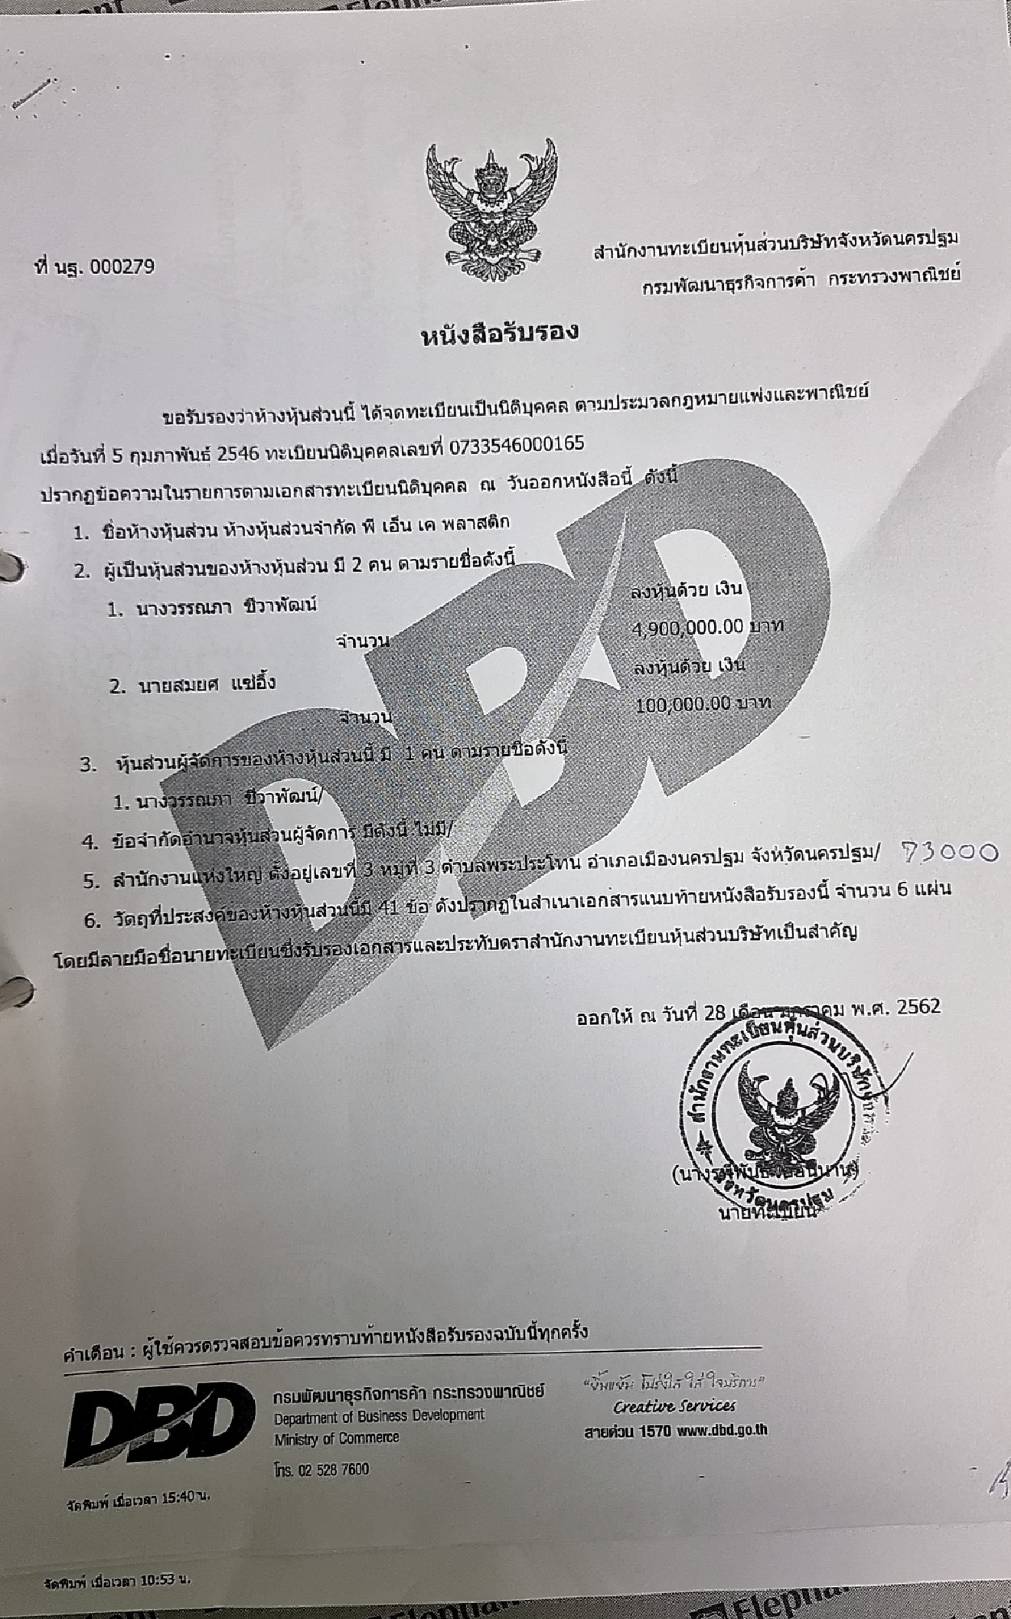 ที่ นฐ. 000279
สำนักงานทะเบียนหุ้นส่วนบริษัทจังหวัดนครปฐม
กรมพัฒนาธุรกิจการค้า กระทรวงพาณิชย์
หนังสือรับรอง
ขอรับรองว่าห้างหุ้นส่วนนี้ ได้จดทะเบียนเป็นนิติบุคคล ตามประมวลกฎหมายแพ่งและพาณิชย์
เมื่อวันที่ 5 กุมภาพันธ์ 2546 ทะเบียนนิติบุคคลเลขที่ 0733546000165
ปรากฏข้อความในรายการตามเอกสารทะเบียนนิติบุคคล ณ วันออกหนังสือนี้ ดังนี้
1. ชื่อห้างหุ้นส่วน ห้างหุ้นส่วนจำกัด พี เอ็น เค พลาสติก
2. ผู้เป็นหุ้นส่วนของห้างหุ้นส่วน มี 2 คน ตามรายชื่อดังนี้
1. นางวรรณภา ชีวาพัฒน์ ลงหุ้นด้วย เงิน
จำนวน 4,900,000.00 บาท
2. นายสมยศ แซ่อึ้ง ลงหุ้นด้วย เงิน
จำนวน 100,000.00 บาท
3. หุ้นส่วนผู้จัดการของห้างหุ้นส่วนนี้ มี 1 คน ตามรายชื่อดังนี้
1. นางวรรณภา ชีวาพัฒน์/
4. ข้อจำกัดอำนาจหุ้นส่วนผู้จัดการ มีดังนี้ ไม่มี/
5. สำนักงานแห่งใหญ่ ตั้งอยู่เลขที่ 3 หมู่ที่ 3 ตำบลพระประโทน อำเภอเมืองนครปฐม จังหวัดนครปฐม/ 73000
6. วัตถุที่ประสงค์ของห้างหุ้นส่วนนี้มี 41 ข้อ ดังปรากฏในสำเนาเอกสารแนบท้ายหนังสือรับรองนี้ จำนวน 6 แผ่น
โดยมีลายมือชื่อนายทะเบียนซึ่งรับรองเอกสารและประทับตราสำนักงานทะเบียนหุ้นส่วนบริษัทเป็นสำคัญ
DBD
ออกให้ ณ วันที่ 28 เดือน มกราคม พ.ศ. 2562
สำนักงานทะเบียนหุ้นส่วนบริษัท
จังหวัดนครปฐม
นายทะเบียน
คำเตือน : ผู้ใช้ควรตรวจสอบข้อควรทราบท้ายหนังสือรับรองฉบับนี้ทุกครั้ง
DBD
กรมพัฒนาธุรกิจการค้า กระทรวงพาณิชย์
Department of Business Development
Ministry of Commerce
โทร. 02 528 7600
"ยิ้มแย้ม โปร่งใส ใส่ใจบริการ"
Creative Services
สายด่วน 1570 www.dbd.go.th
จัดพิมพ์ เมื่อเวลา 15:40 น.
จัดพิมพ์ เมื่อเวลา 10:53 น.
Elepha